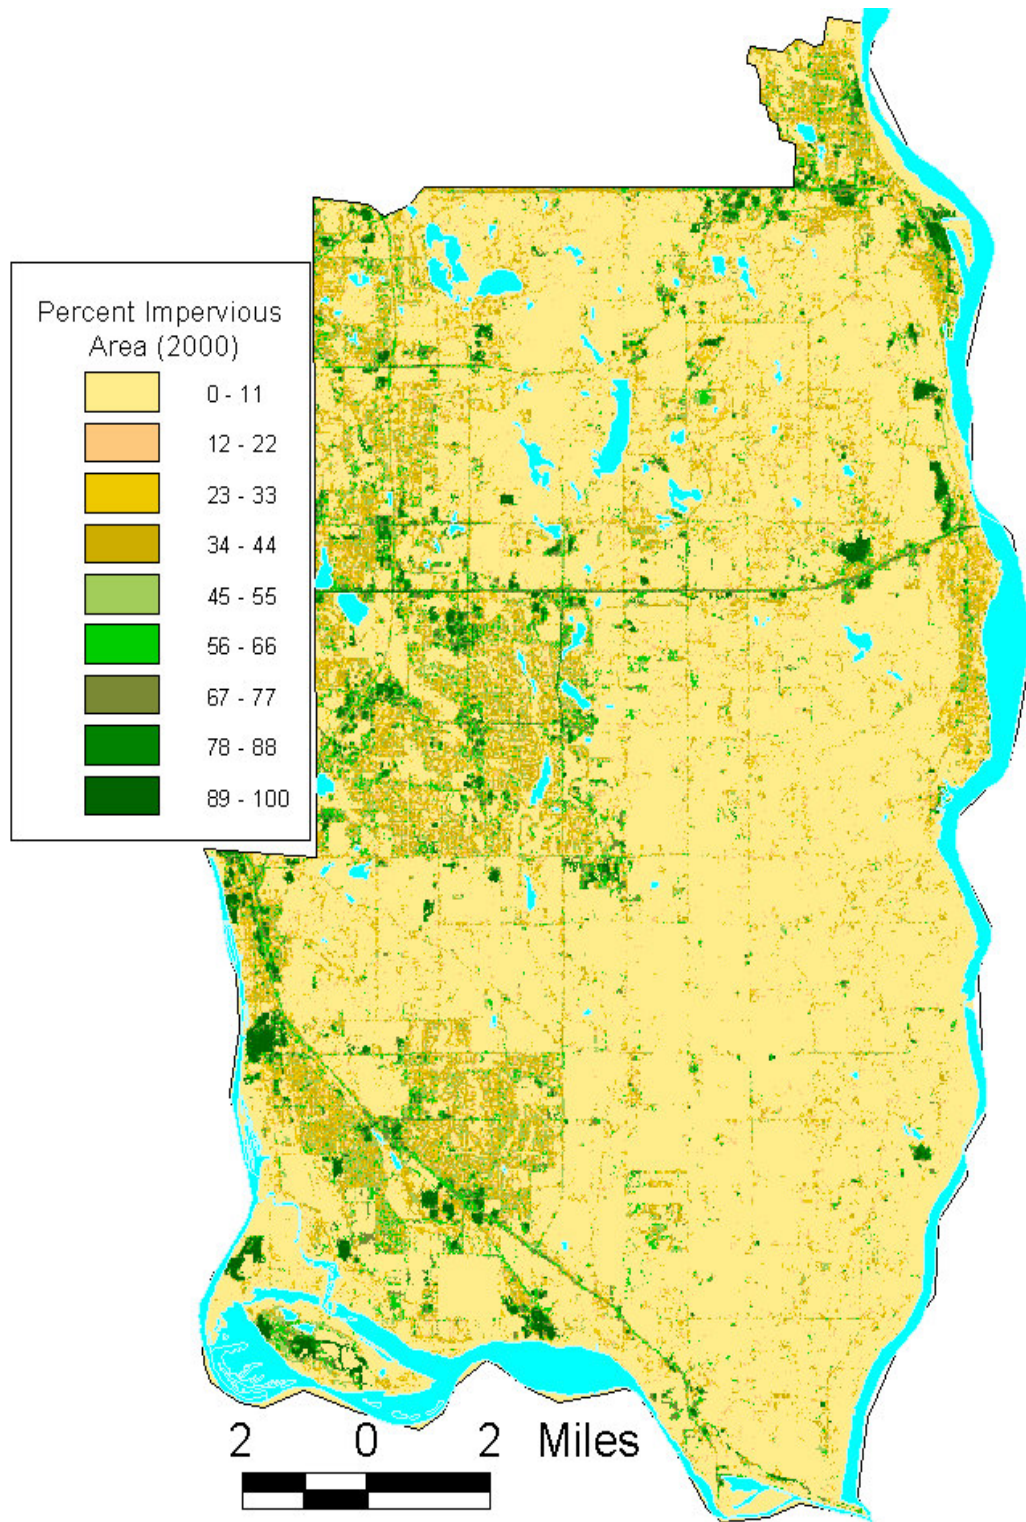 Percent Impervious
Area (2000)
0 - 11
12 - 22
23 - 33
34 - 44
45 - 55
56 - 66
67 - 77
78 - 88
89 - 100
2 0 2 Miles